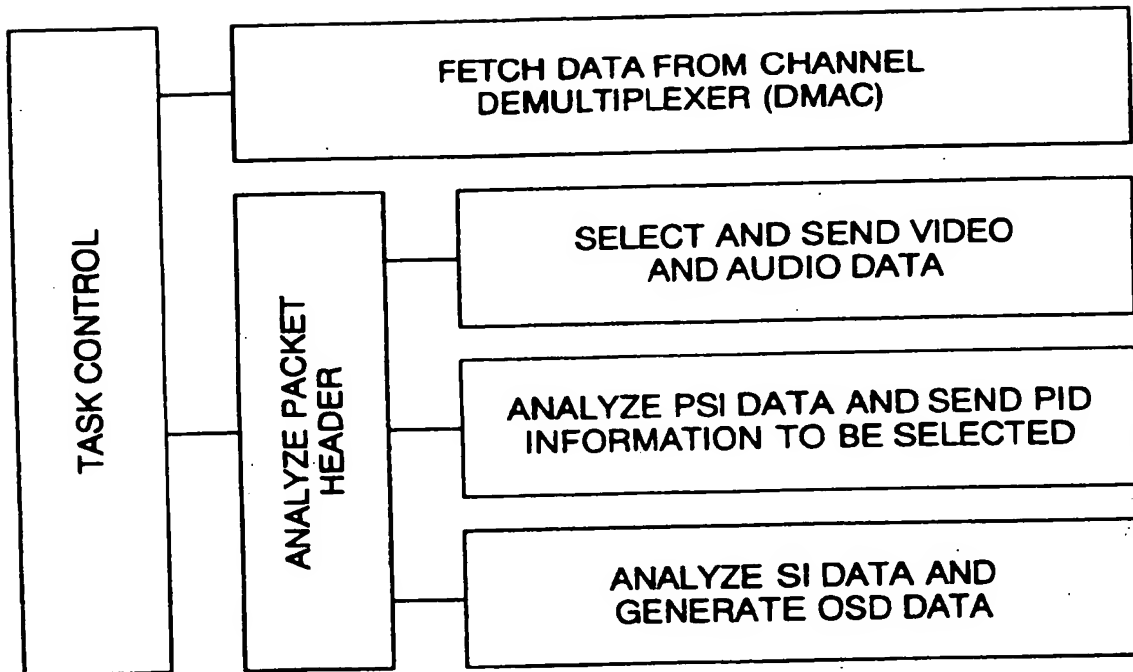 TASK CONTROL
FETCH DATA FROM CHANNEL
DEMULTIPLEXER (DMAC)
ANALYZE PACKET
HEADER
SELECT AND SEND VIDEO
AND AUDIO DATA
ANALYZE PSI DATA AND SEND PID
INFORMATION TO BE SELECTED
ANALYZE SI DATA AND
GENERATE OSD DATA